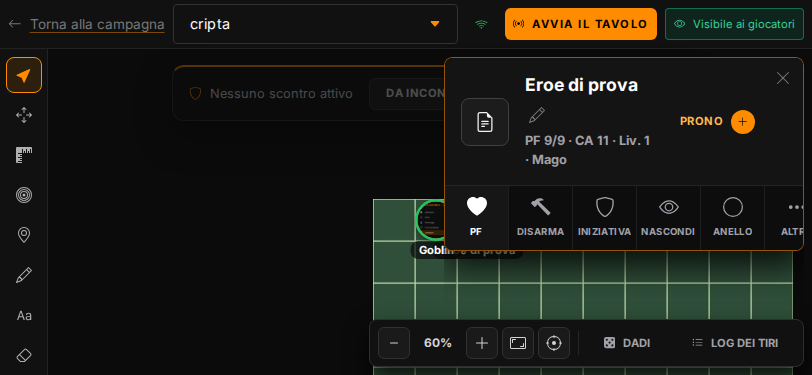 Torna alla campagna
cripta
AVVIA IL TAVOLO
Visibile ai giocatori
Nessuno scontro attivo
DA INCON
Eroe di prova
PF 9/9 · CA 11 · Liv. 1
· Mago
PRONO
PF
DISARMA
INIZIATIVA
NASCONDI
ANELLO
ALTR
di prova
Aa
60%
DADI
LOG DEI TIRI